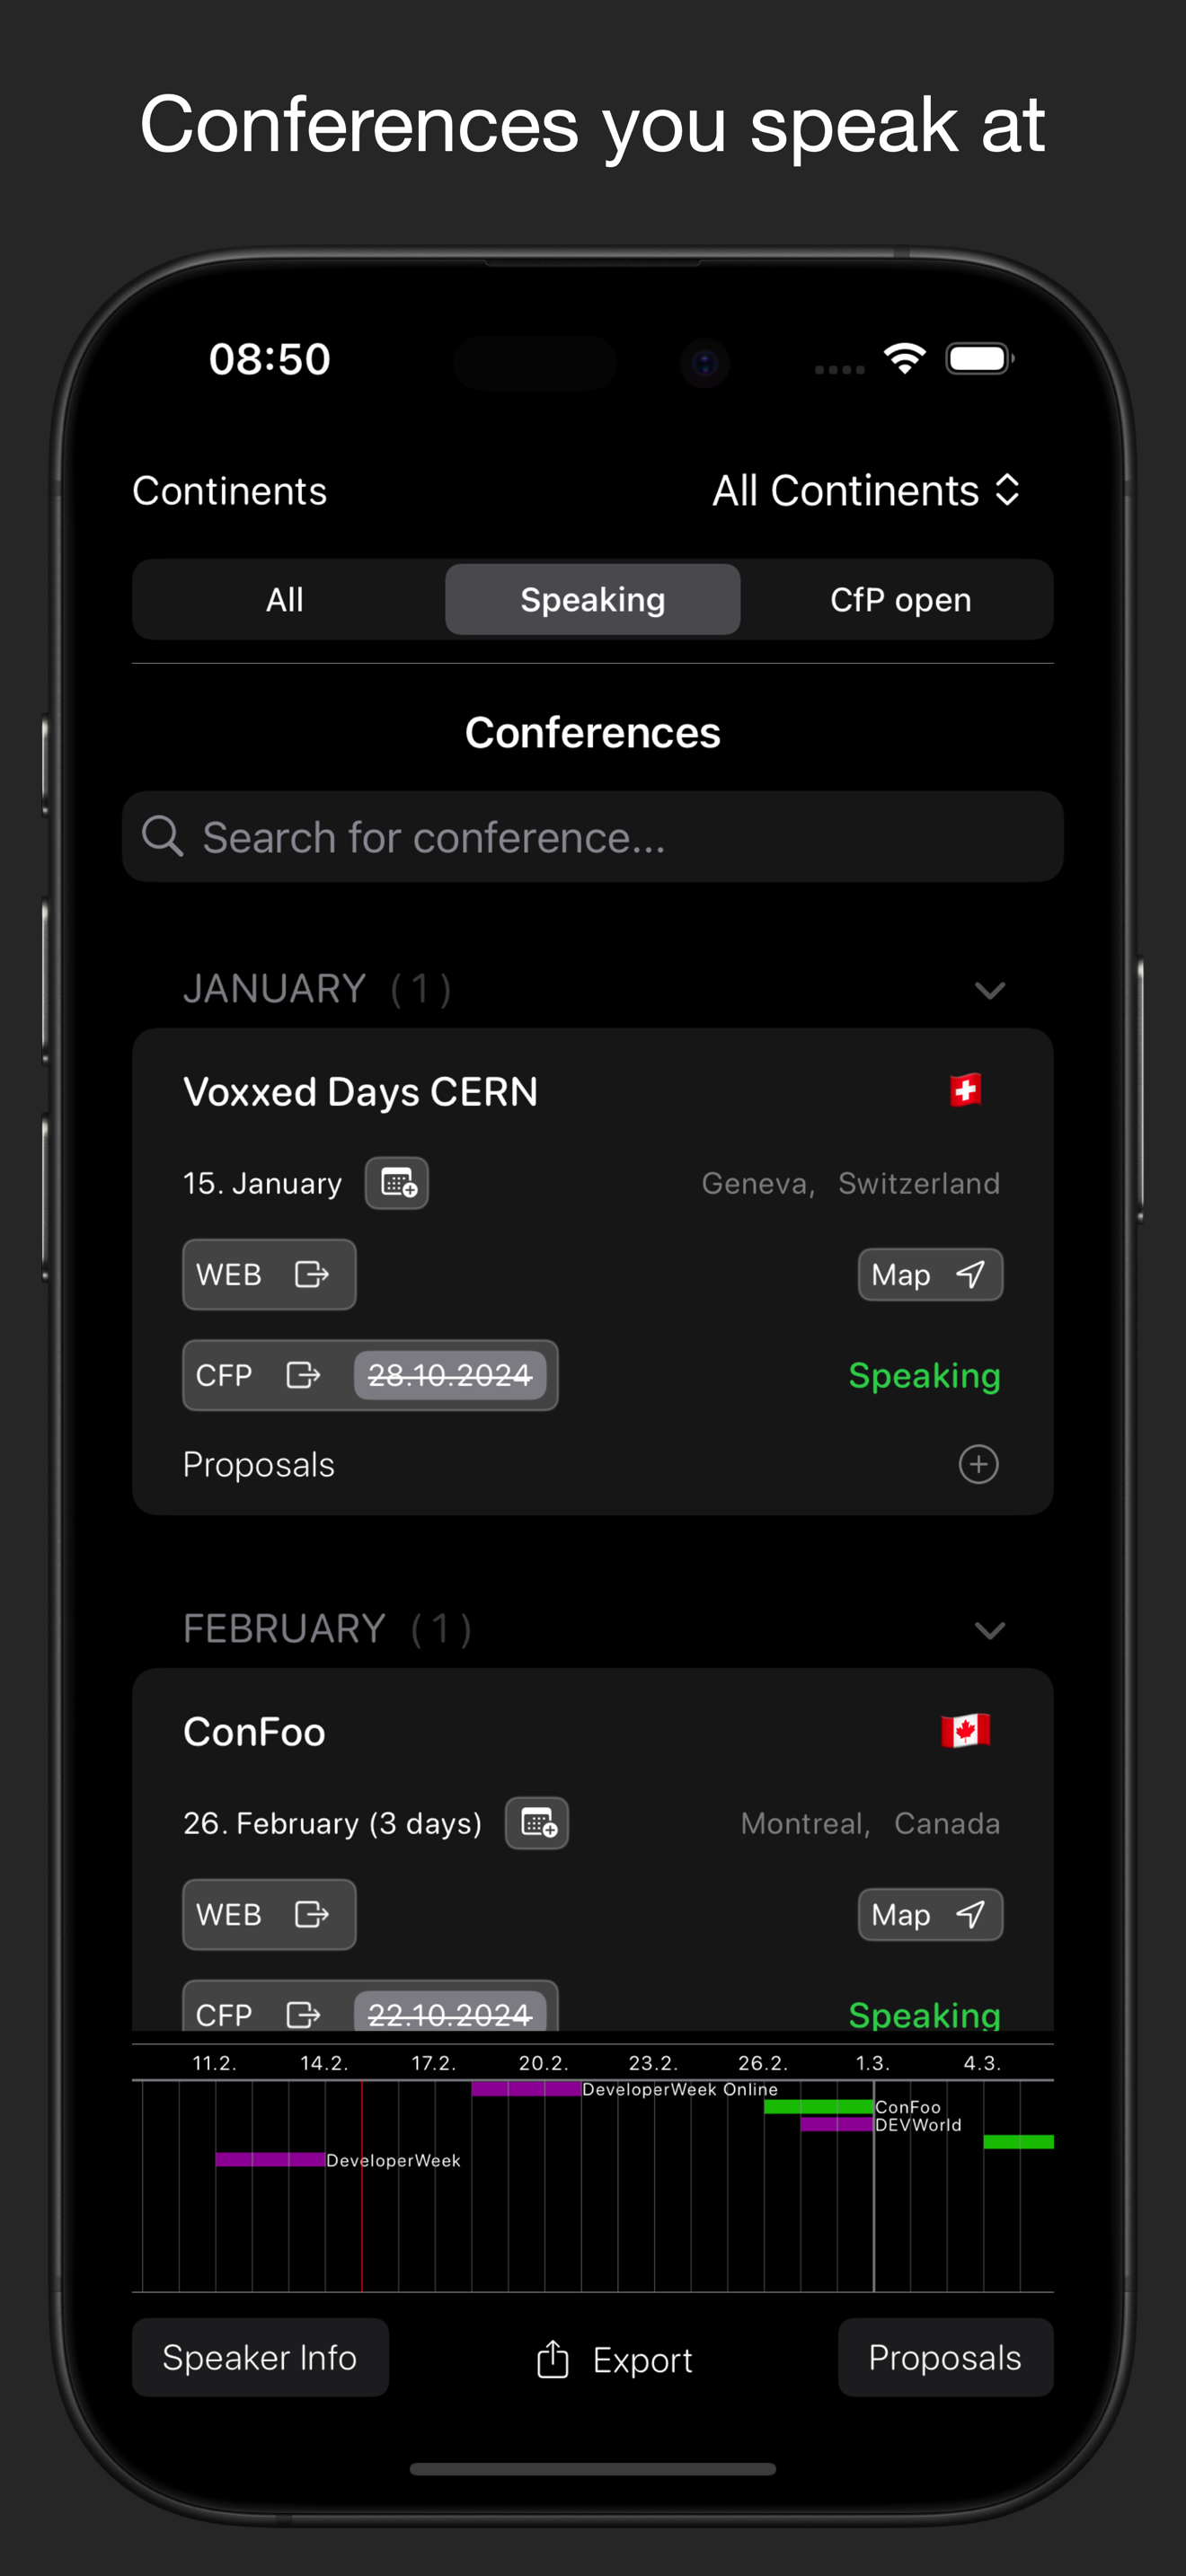 Conferences you speak at
08:50
Continents All Continents
All Speaking CfP open
Conferences
Search for conference...
JANUARY (1)
Voxxed Days CERN
15. January Geneva, Switzerland
WEB Map
CFP 28.10.2024 Speaking
Proposals
FEBRUARY (1)
ConFoo
26. February (3 days) Montreal, Canada
WEB Map
CFP 22.10.2024 Speaking
11.2. 14.2. 17.2. 20.2. 23.2. 26.2. 1.3. 4.3.
DeveloperWeek Online
ConFoo
DEVWorld
DeveloperWeek
Speaker Info Export Proposals